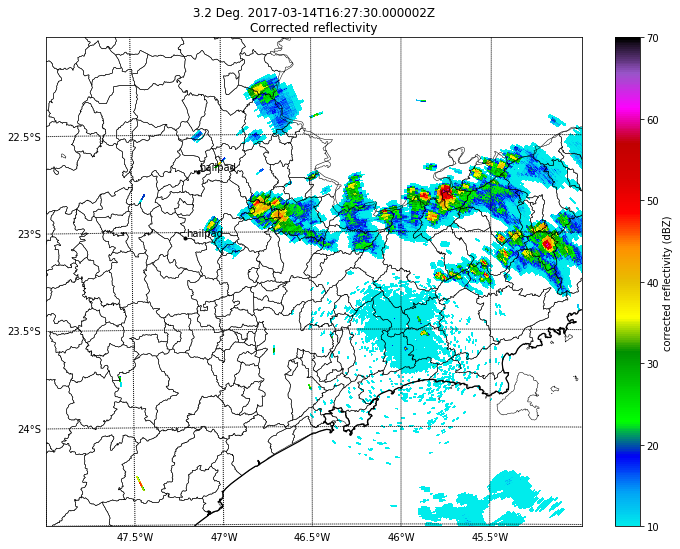 3.2 Deg. 2017-03-14T16:27:30.000002Z
Corrected reflectivity
70
60
50
40
30
20
10
corrected reflectivity (dBZ)
22.5°S
23°S
23.5°S
24°S
hailpad
hailpad
47.5°W
47°W
46.5°W
46°W
45.5°W